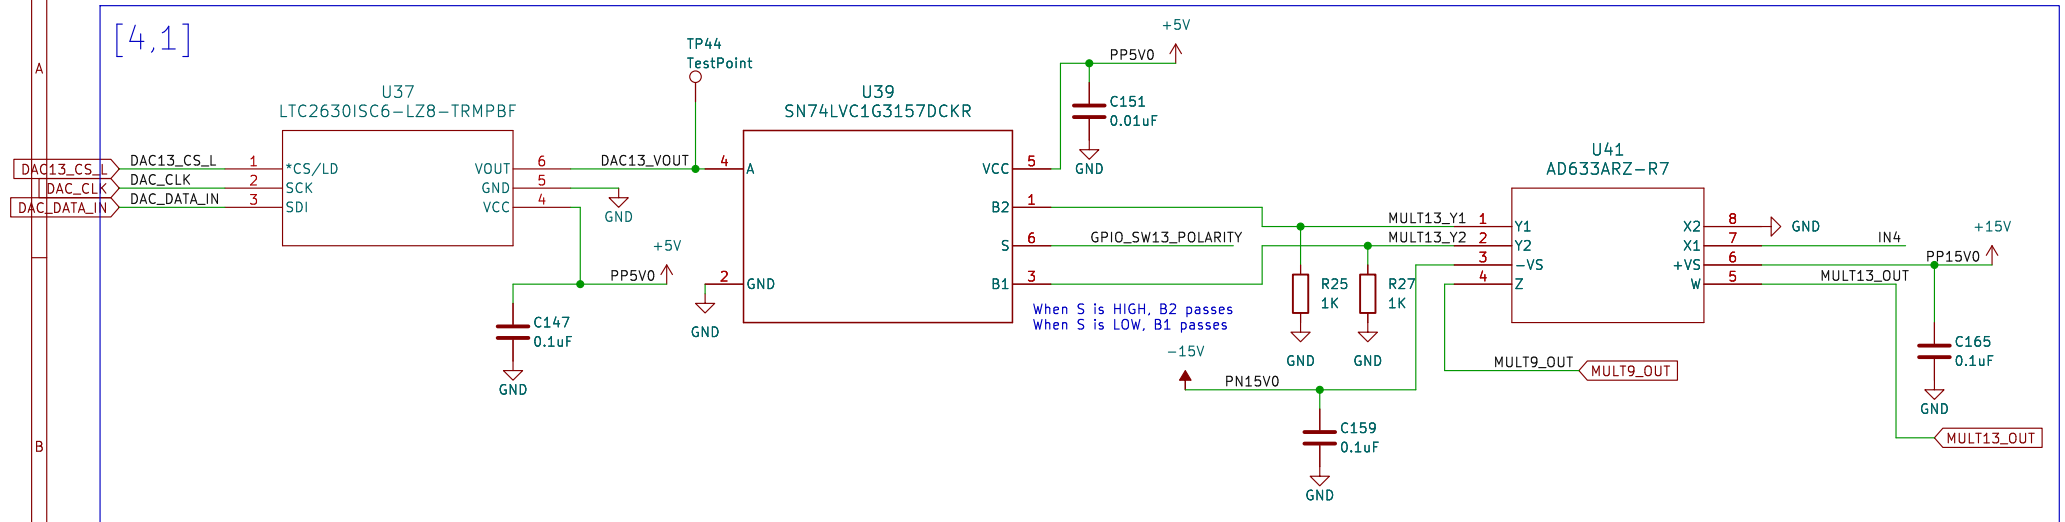 [4,1]
A
B
U37
LTC2630ISC6-LZ8-TRMPBF
DAC13_CS_L
DAC_CLK
DAC_DATA_IN
DAC13_CS_L
DAC_CLK
DAC_DATA_IN
1
2
3
*CS/LD
SCK
SDI
VOUT
GND
VCC
6
5
4
GND
+5V
PP5V0
C147
0.1uF
GND
TP44
TestPoint
DAC13_VOUT
U39
SN74LVC1G3157DCKR
4
A
2
GND
GND
VCC
B2
S
B1
5
1
6
3
+5V
PP5V0
C151
0.01uF
GND
GPIO_SW13_POLARITY
When S is HIGH, B2 passes
When S is LOW, B1 passes
-15V
PN15V0
C159
0.1uF
GND
MULT13_Y1
MULT13_Y2
R25
1K
GND
R27
1K
GND
U41
AD633ARZ-R7
1
2
3
4
Y1
Y2
-VS
Z
X2
X1
+VS
W
8
7
6
5
GND
IN4
+15V
PP15V0
MULT13_OUT
C165
0.1uF
GND
MULT9_OUT
MULT9_OUT
MULT13_OUT